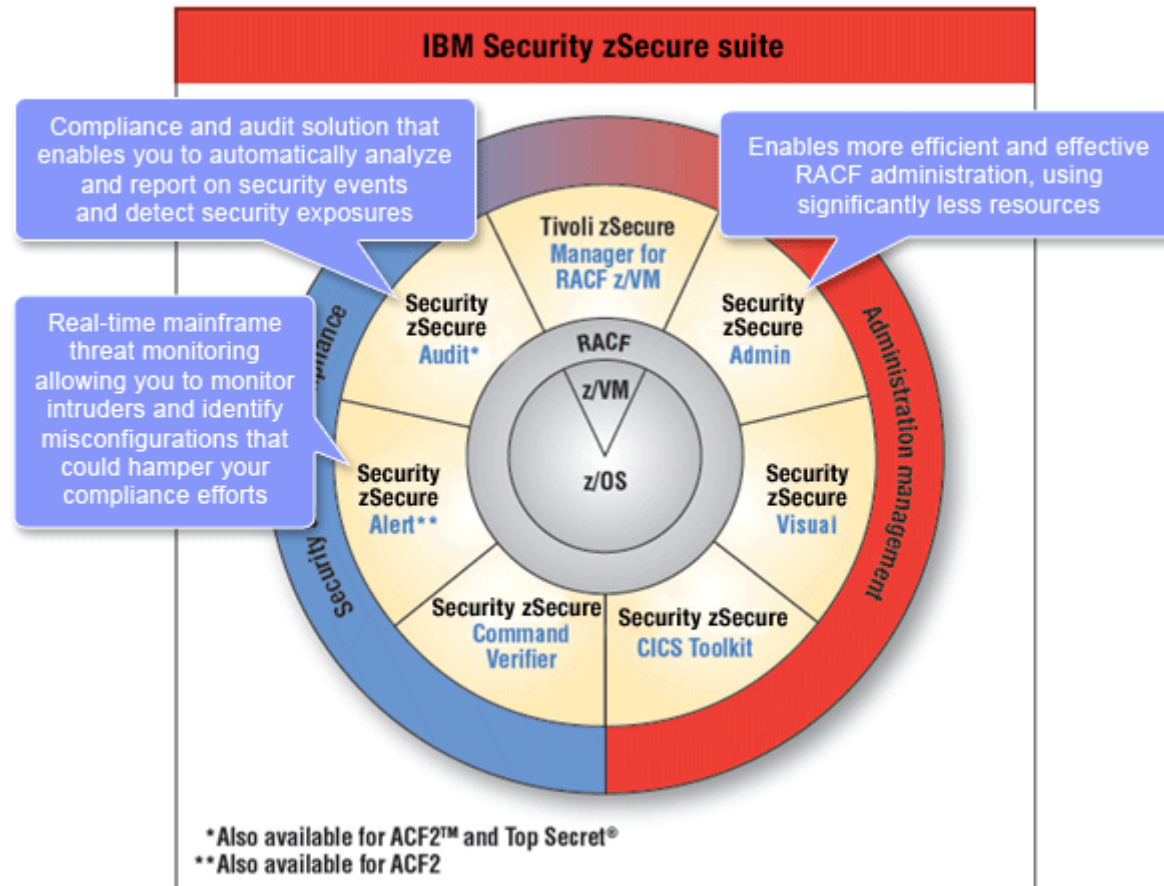 IBM Security zSecure suite
Compliance and audit solution that
enables you to automatically analyze
and report on security events
and detect security exposures
Enables more efficient and effective
RACF administration, using
significantly less resources
Real-time mainframe
threat monitoring
allowing you to monitor
intruders and identify
misconfigurations that
could hamper your
compliance efforts
Tivoli zSecure
Manager for
RACF z/VM
Security
zSecure
Audit*
Security
zSecure
Admin
Security
zSecure
Alert**
Security
zSecure
Visual
Security zSecure
Command
Verifier
Security zSecure
CICS Toolkit
RACF
z/VM
z/OS
Security
Administration management
*Also available for ACF2™ and Top Secret®
**Also available for ACF2